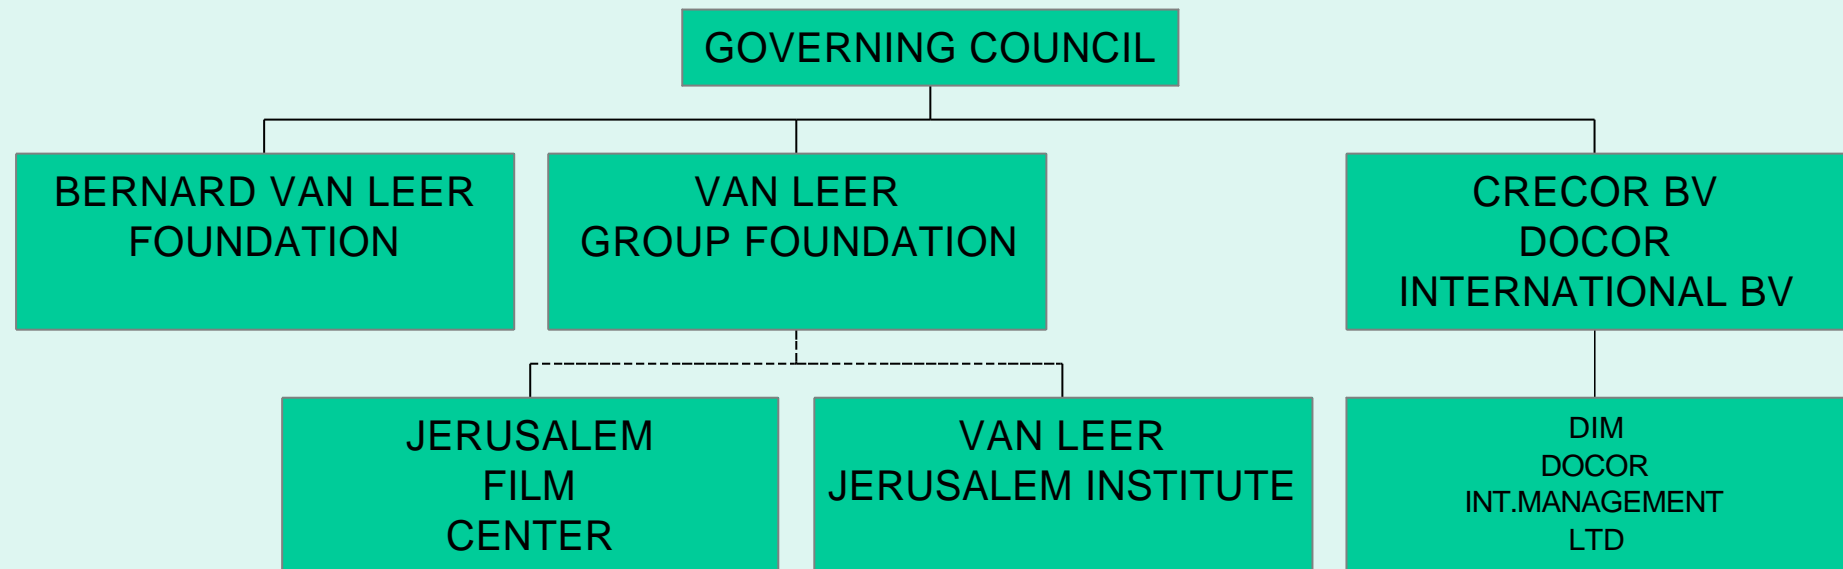 GOVERNING COUNCIL
BERNARD VAN LEER
FOUNDATION
VAN LEER
GROUP FOUNDATION
CRECOR BV
DOCOR
INTERNATIONAL BV
JERUSALEM
FILM
CENTER
VAN LEER
JERUSALEM INSTITUTE
DIM
DOCOR
INT.MANAGEMENT
LTD